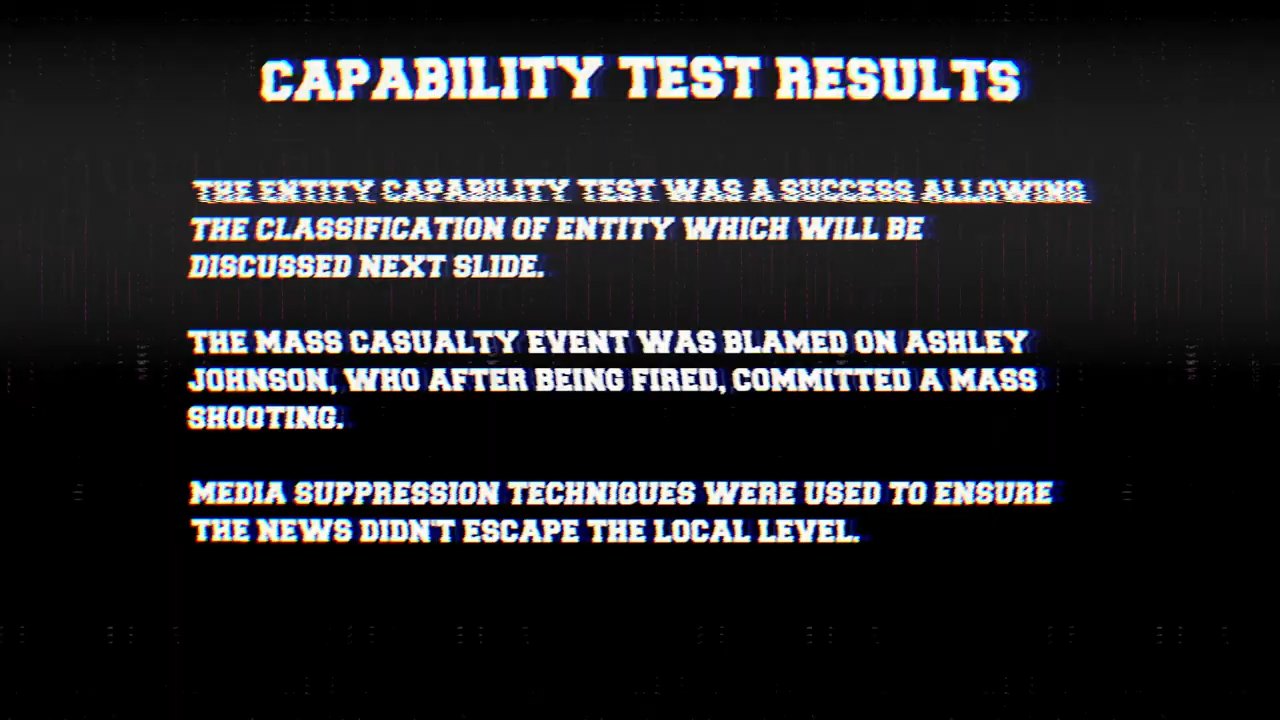 CAPABILITY TEST RESULTS
THE ENTITY CAPABILITY TEST WAS A SUCCESS ALLOWING
THE CLASSIFICATION OF ENTITY WHICH WILL BE
DISCUSSED NEXT SLIDE.
THE MASS CASUALTY EVENT WAS BLAMED ON ASHLEY
JOHNSON, WHO AFTER BEING FIRED, COMMITTED A MASS
SHOOTING.
MEDIA SUPPRESSION TECHNIQUES WERE USED TO ENSURE
THE NEWS DIDN'T ESCAPE THE LOCAL LEVEL.